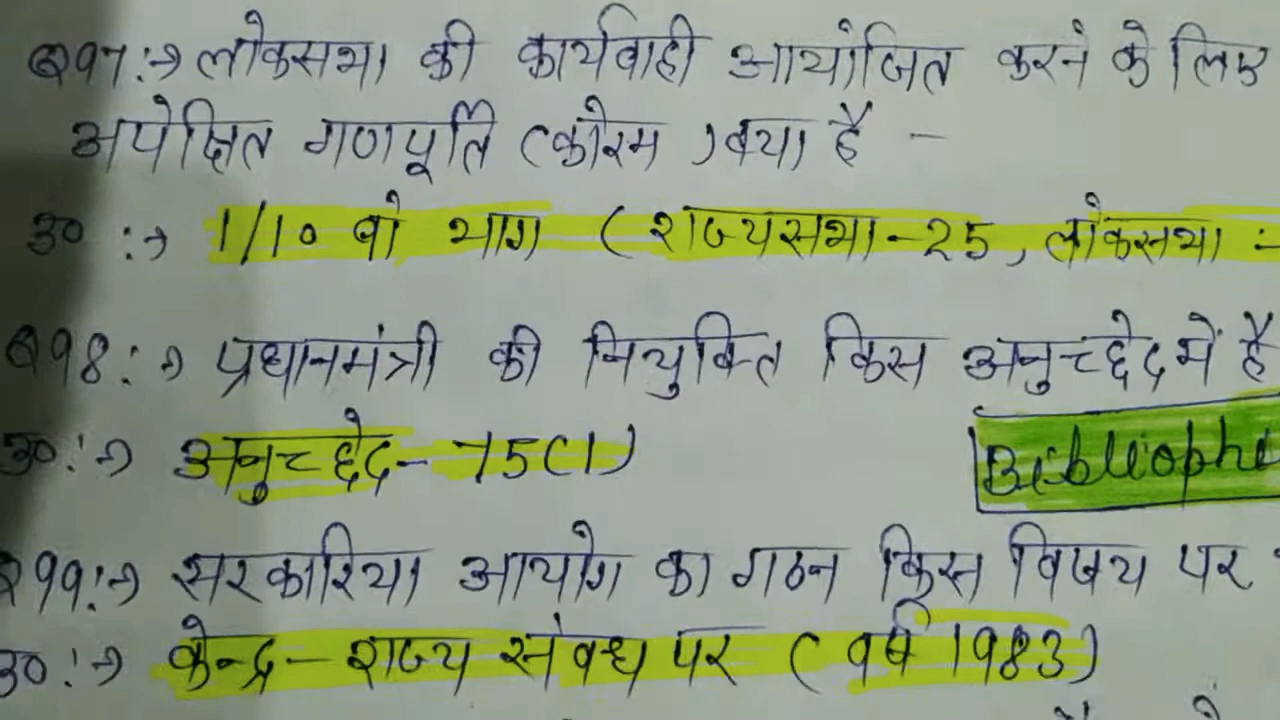 Q97:→ लोकसभा की कार्यवाही आयोजित करने के लिए
अपेक्षित गणपूर्ति (कोरम) क्या है –
उ० :→ 1/10 वां भाग (राज्यसभा-25, लोकसभा :-
Q98:→ प्रधानमंत्री की नियुक्ति किस अनुच्छेद में है
उ०:→ अनुच्छेद- 75(1)
Bibliophi
Q99:→ सरकारिया आयोग का गठन किस विषय पर
उ०:→ केन्द्र-राज्य संबंध पर (वर्ष 1983)